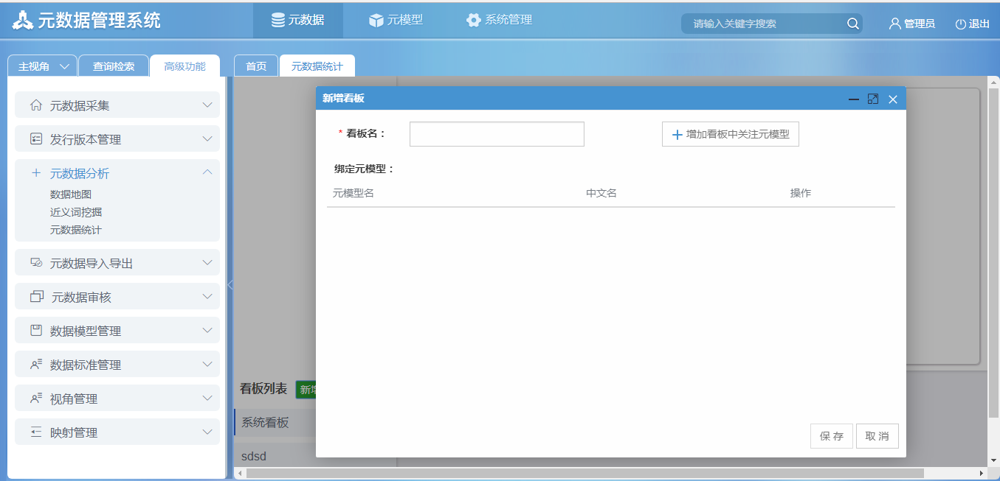 元数据管理系统
元数据
元模型
系统管理
请输入关键字搜索
管理员
退出
主视角
查询检索
高级功能
首页
元数据统计
元数据采集
发行版本管理
元数据分析
数据地图
近义词挖掘
元数据统计
元数据导入导出
元数据审核
数据模型管理
数据标准管理
视角管理
映射管理
看板列表
新增
系统看板
sdsd
新增看板
* 看板名：
增加看板中关注元模型
绑定元模型：
元模型名 中文名 操作
保 存
取 消